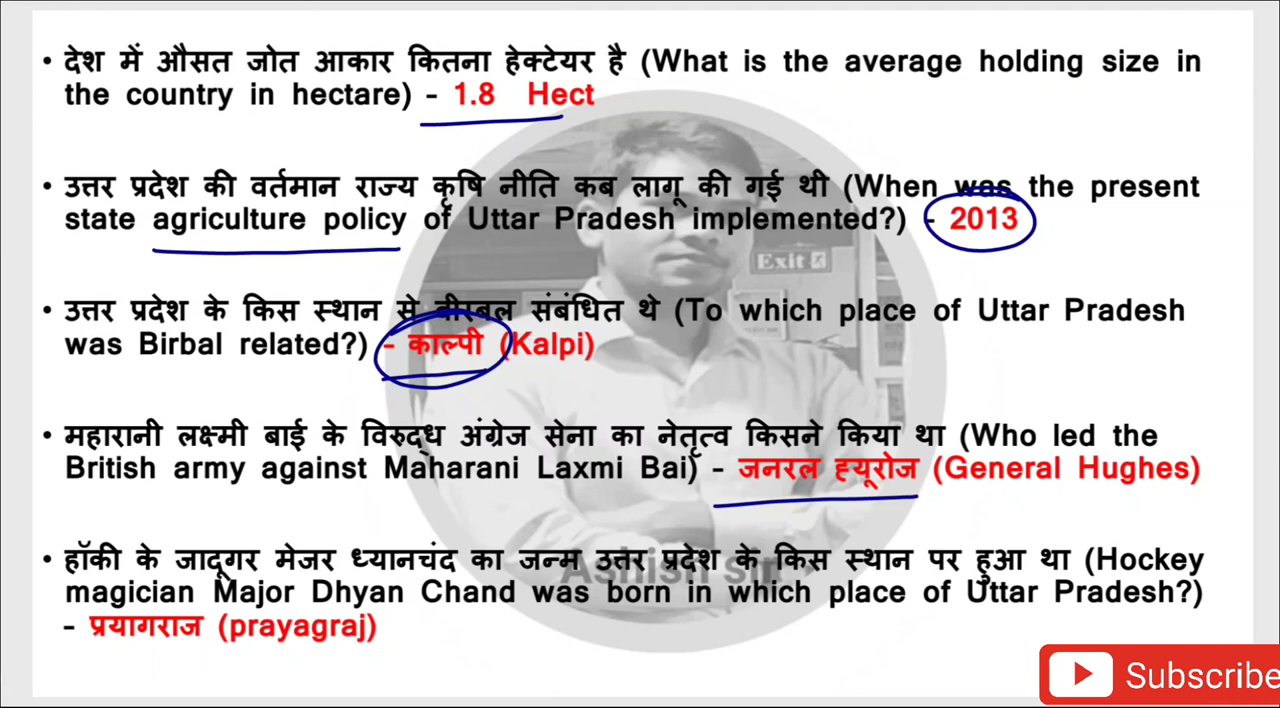 • देश में औसत जोत आकार कितना हेक्टेयर है (What is the average holding size in
the country in hectare) - 1.8 Hect
• उत्तर प्रदेश की वर्तमान राज्य कृषि नीति कब लागू की गई थी (When was the present
state agriculture policy of Uttar Pradesh implemented?) - 2013
Exit
• उत्तर प्रदेश के किस स्थान से बीरबल संबंधित थे (To which place of Uttar Pradesh
was Birbal related?) - काल्पी (Kalpi)
• महारानी लक्ष्मी बाई के विरुद्ध अंग्रेज सेना का नेतृत्व किसने किया था (Who led the
British army against Maharani Laxmi Bai) - जनरल ह्यूरोज (General Hughes)
• हॉकी के जादूगर मेजर ध्यानचंद का जन्म उत्तर प्रदेश के किस स्थान पर हुआ था (Hockey
Ashish sir
magician Major Dhyan Chand was born in which place of Uttar Pradesh?)
- प्रयागराज (prayagraj)
Subscribe